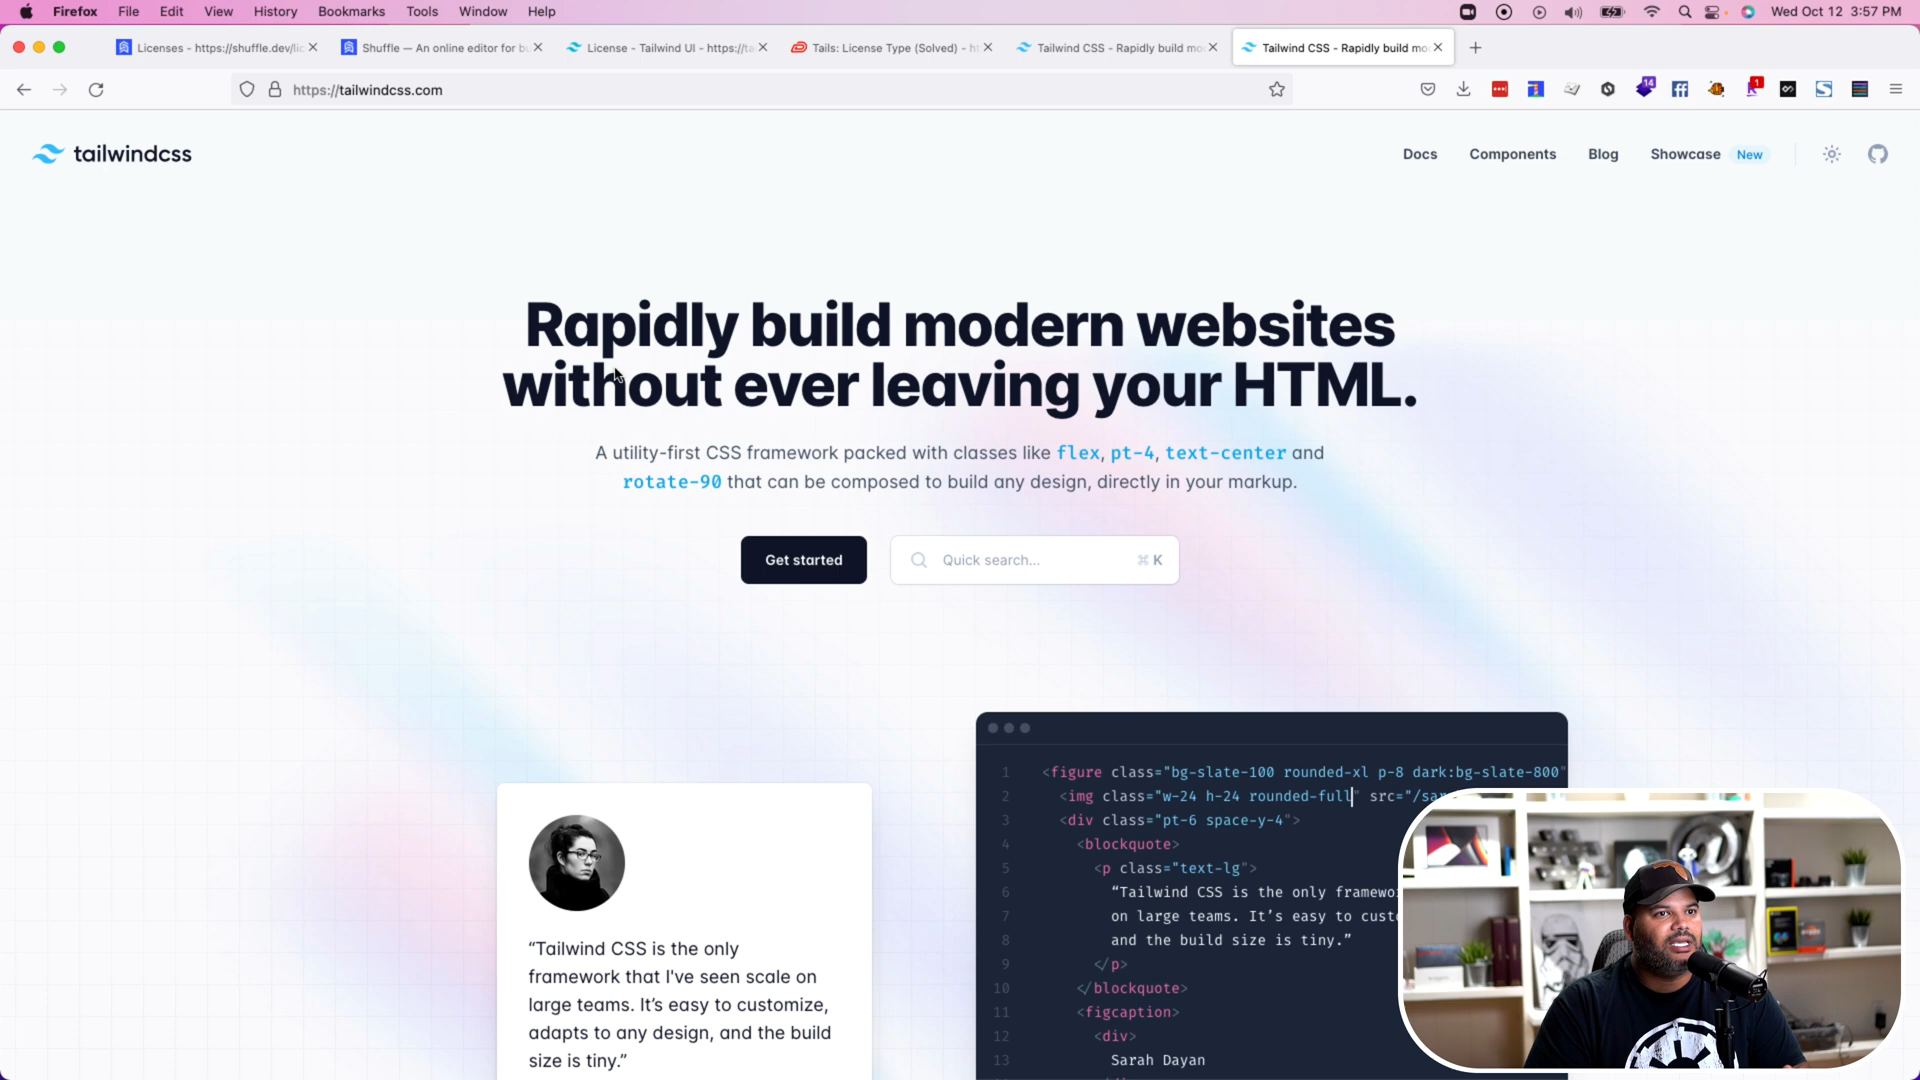 Firefox File Edit View History Bookmarks Tools Window Help Wed Oct 12 3:57 PM
Licenses - https://shuffle.dev/lic Shuffle — An online editor for bu License - Tailwind UI - https://ta Tails: License Type (Solved) - ht Tailwind CSS - Rapidly build mo Tailwind CSS - Rapidly build mo
https://tailwindcss.com 14 1
tailwindcss Docs Components Blog Showcase New
Rapidly build modern websites
without ever leaving your HTML.
A utility-first CSS framework packed with classes like flex, pt-4, text-center and
rotate-90 that can be composed to build any design, directly in your markup.
Get started Quick search... ⌘ K
“Tailwind CSS is the only
framework that I've seen scale on
large teams. It’s easy to customize,
adapts to any design, and the build
size is tiny.”
1 <figure class="bg-slate-100 rounded-xl p-8 dark:bg-slate-800"
2 <img class="w-24 h-24 rounded-full" src="/sar
3 <div class="pt-6 space-y-4">
4 <blockquote>
5 <p class="text-lg">
6 “Tailwind CSS is the only framewo
7 on large teams. It’s easy to custo
8 and the build size is tiny.”
9 </p>
10 </blockquote>
11 <figcaption>
12 <div>
13 Sarah Dayan